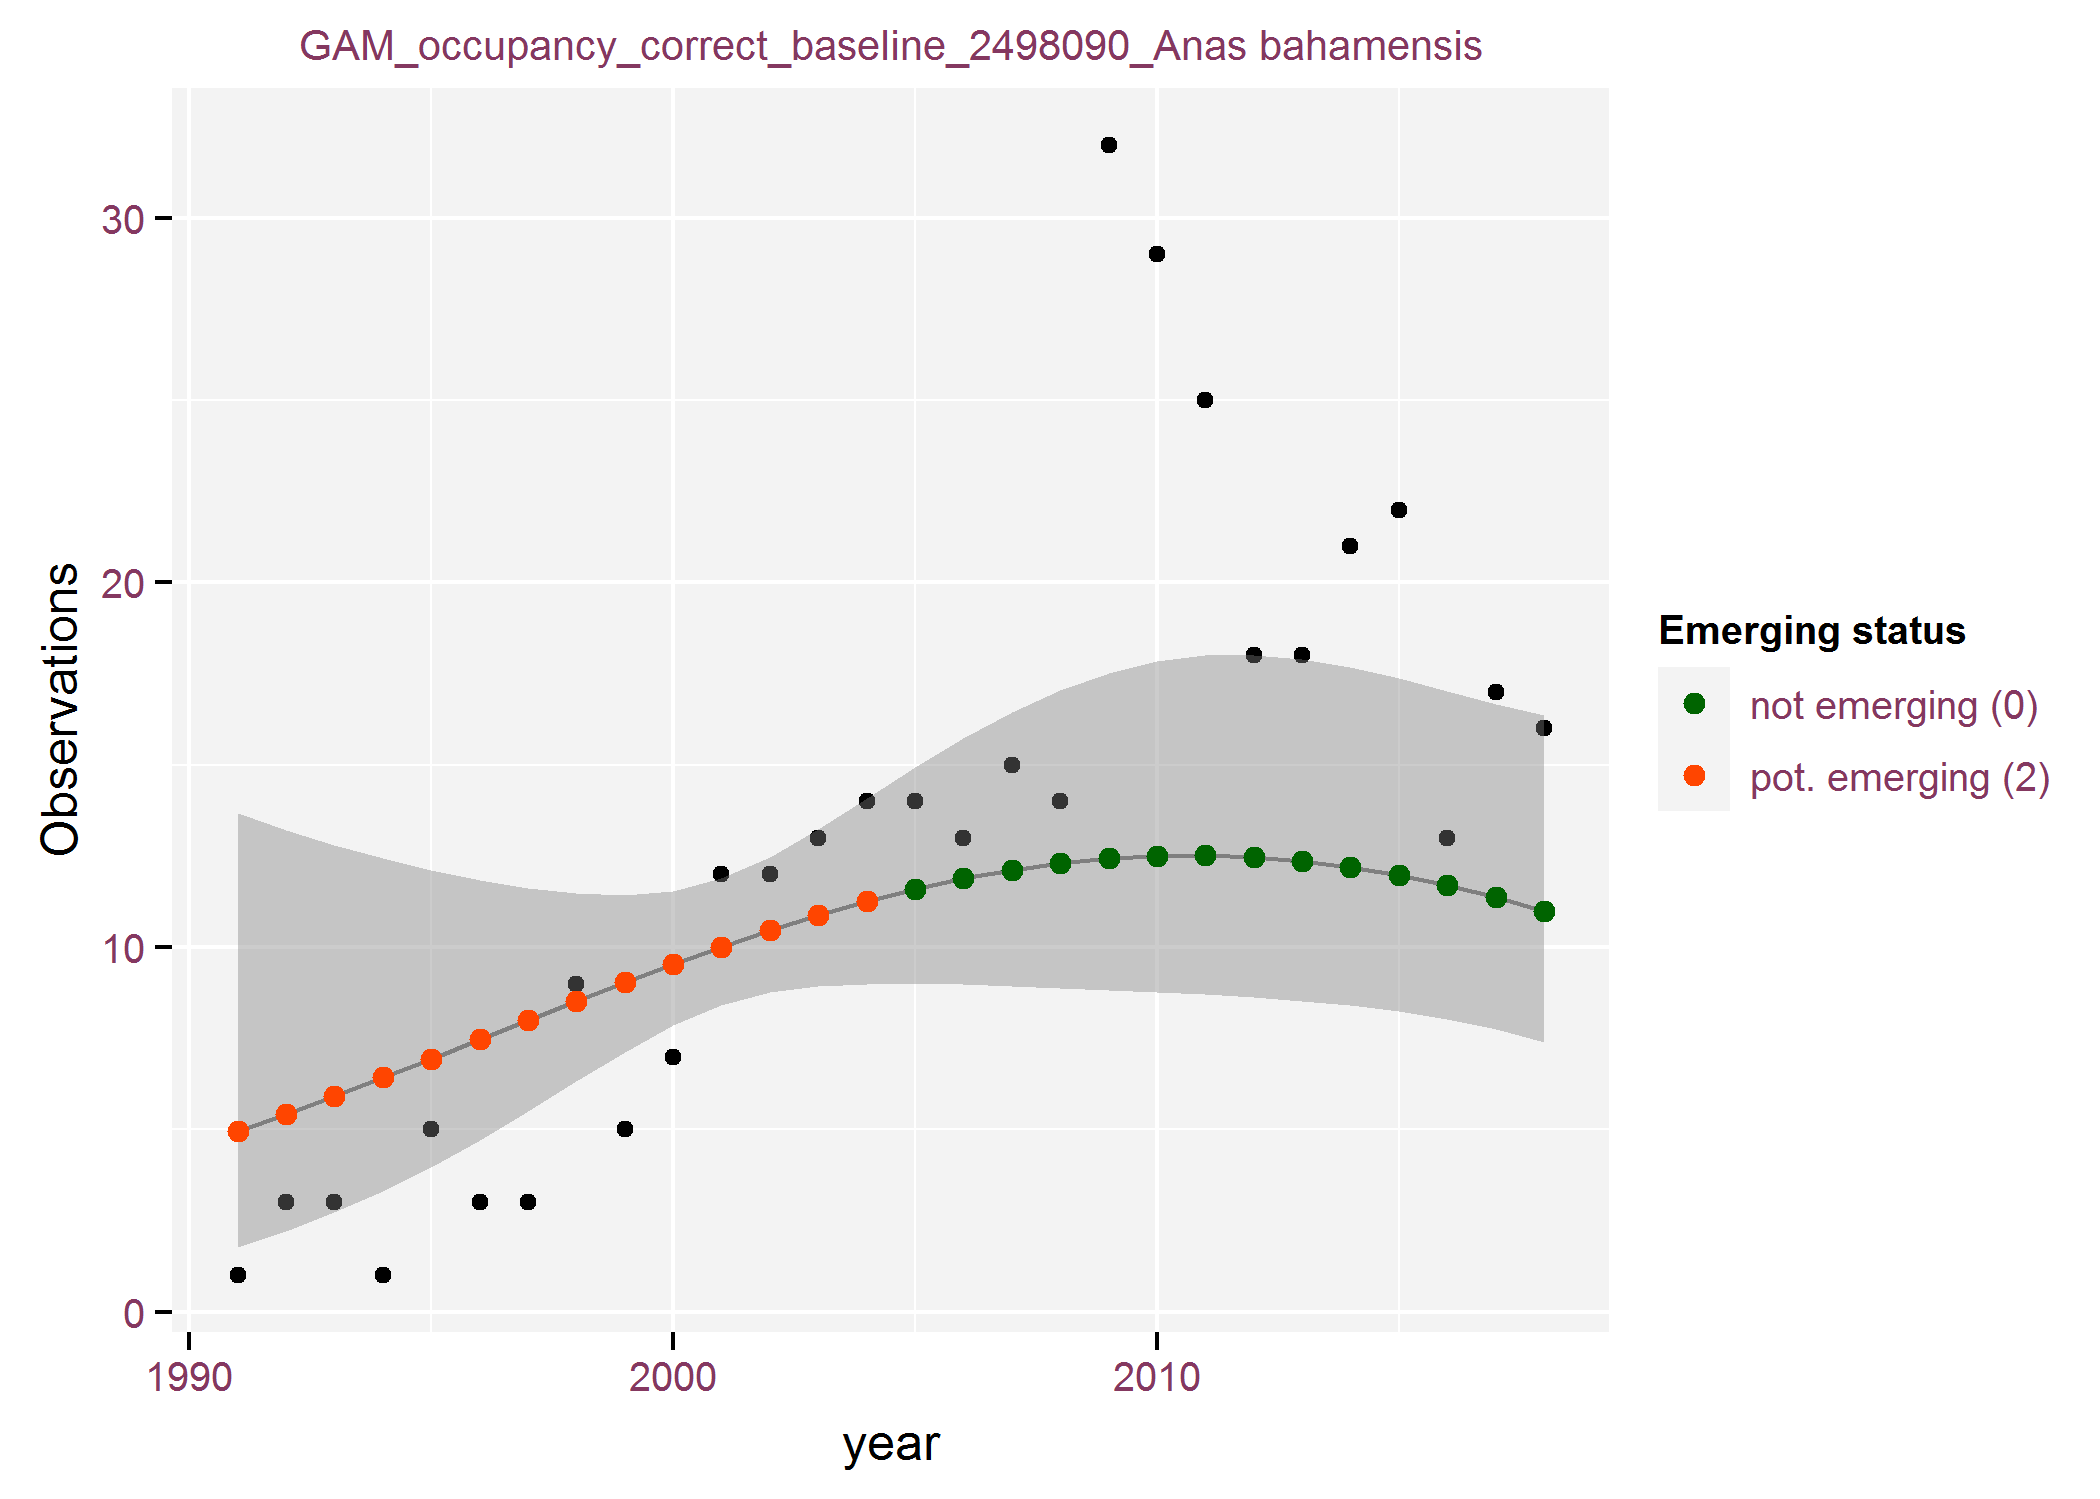 GAM_occupancy_correct_baseline_2498090_Anas bahamensis
Observations
30
20
10
0
1990
2000
2010
year
Emerging status
not emerging (0)
pot. emerging (2)